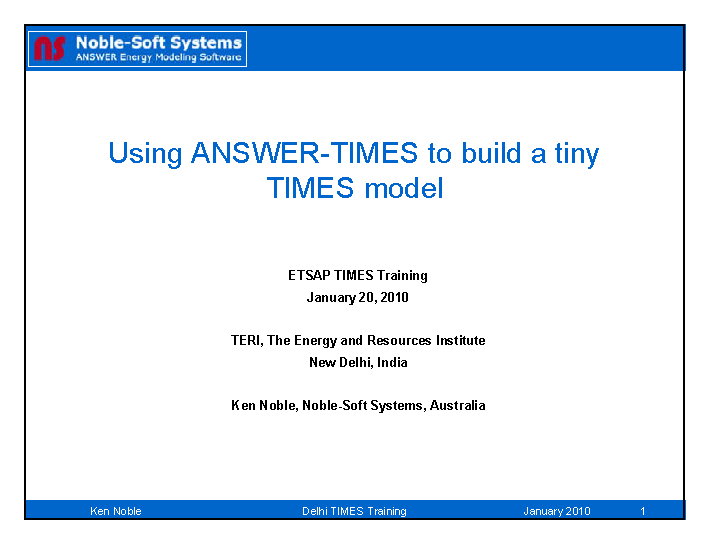 Noble-Soft Systems
ANSWER Energy Modeling Software
Using ANSWER-TIMES to build a tiny
TIMES model
ETSAP TIMES Training
January 20, 2010
TERI, The Energy and Resources Institute
New Delhi, India
Ken Noble, Noble-Soft Systems, Australia
Ken Noble Delhi TIMES Training January 2010 1